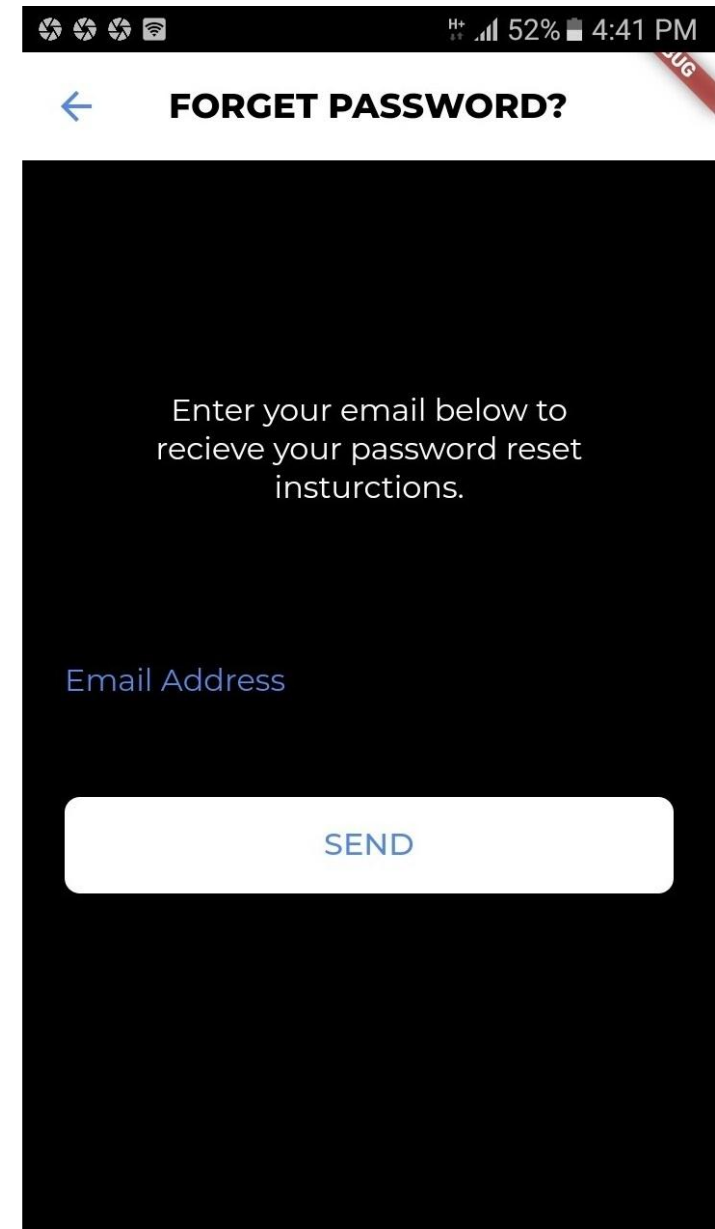 H+ 52% 4:41 PM
FORGET PASSWORD?
Enter your email below to
recieve your password reset
insturctions.
Email Address
SEND